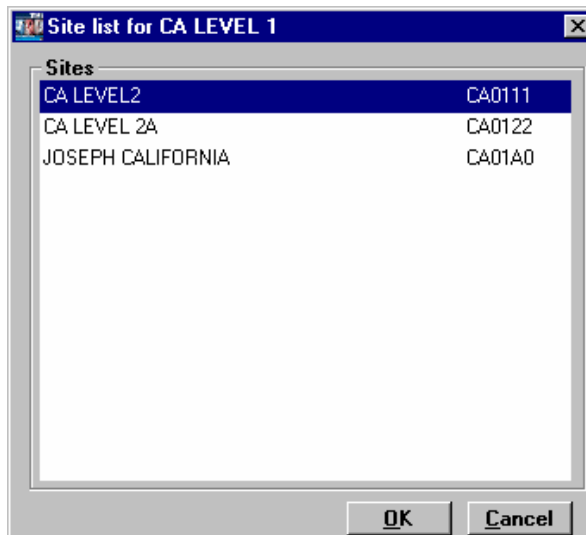 Site list for CA LEVEL 1
Sites
CA LEVEL2 CA0111
CA LEVEL 2A CA0122
JOSEPH CALIFORNIA CA01A0
OK Cancel